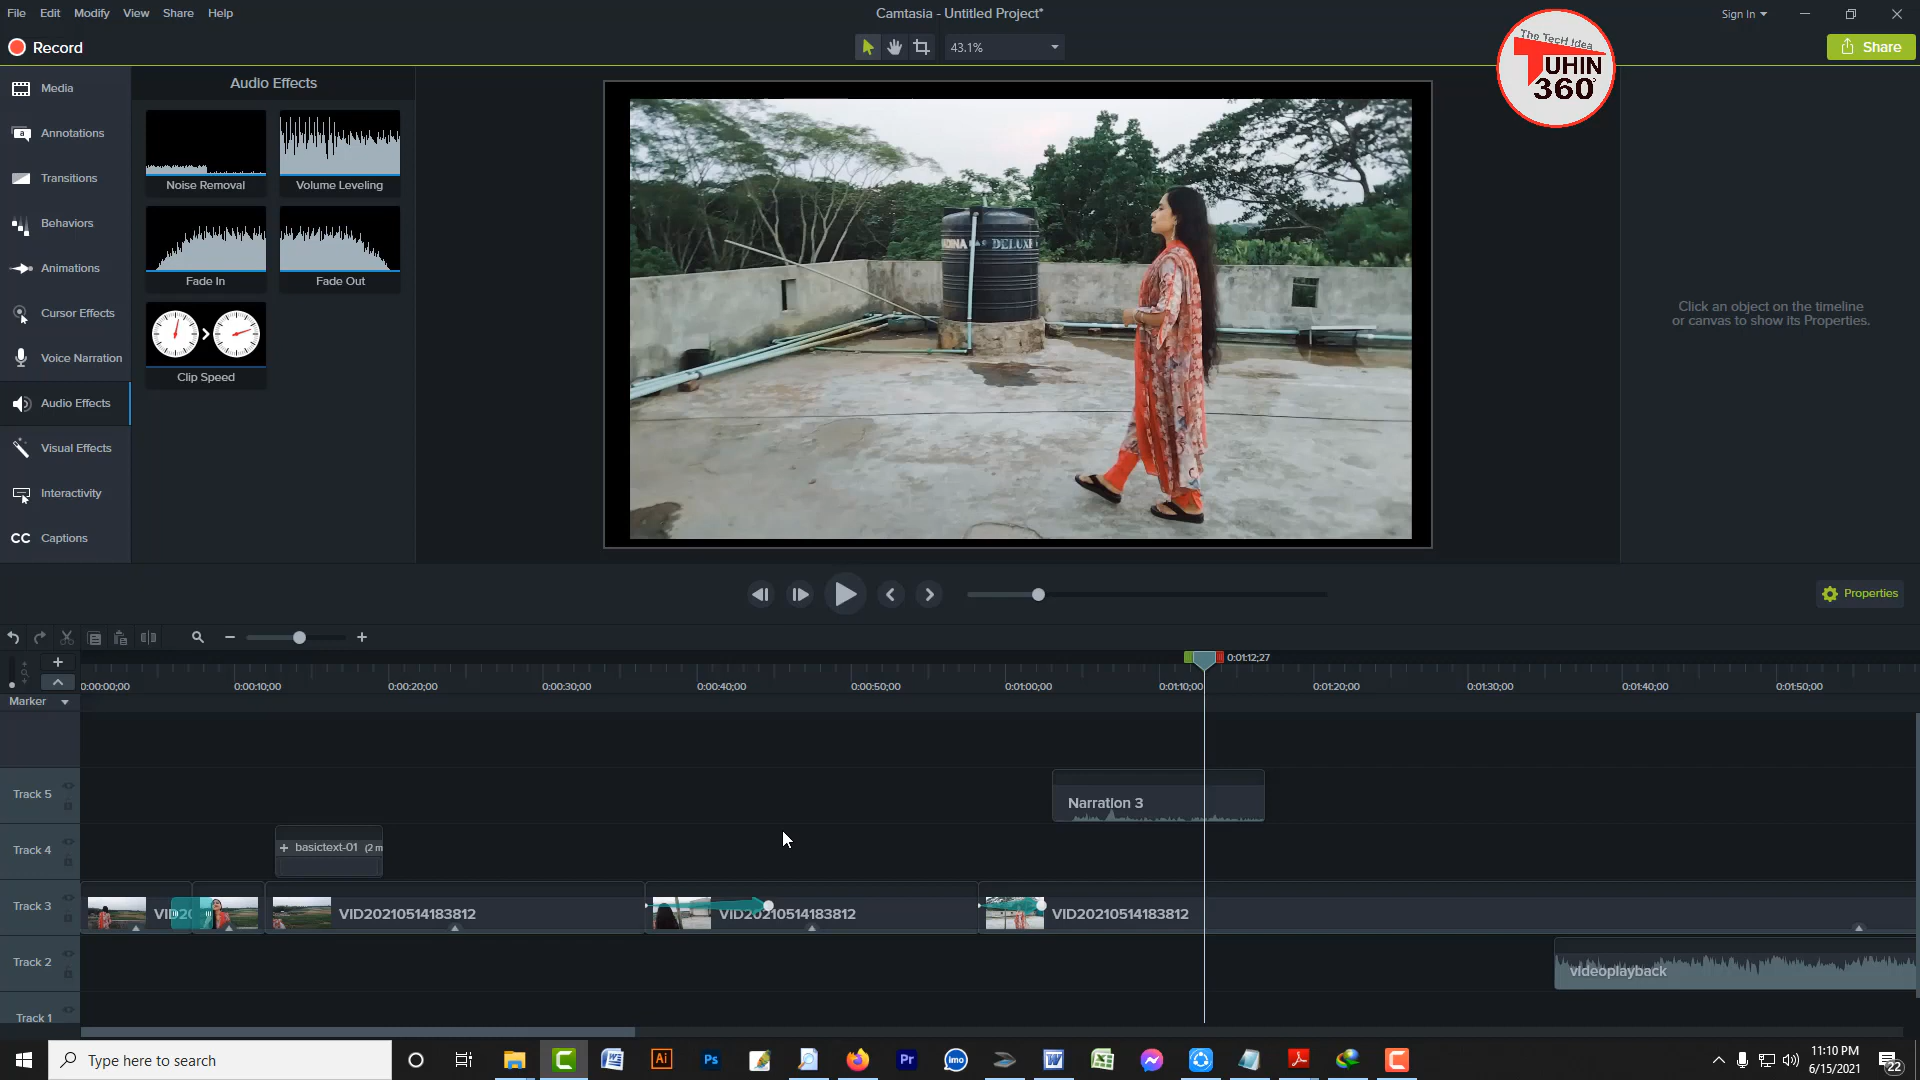 File Edit Modify View Share Help
Camtasia - Untitled Project*
Sign In
Record
43.1%
Share
The TecH Idea
TUHIN
360°
Media
Annotations
Transitions
Behaviors
Animations
Cursor Effects
Voice Narration
Audio Effects
Visual Effects
Interactivity
CC Captions
Audio Effects
Noise Removal
Volume Leveling
Fade In
Fade Out
Clip Speed
DELUXE
Click an object on the timeline
or canvas to show its Properties.
Properties
0:01:12;27
0:00:00;00 0:00:10;00 0:00:20;00 0:00:30;00 0:00:40;00 0:00:50;00 0:01:00;00 0:01:10;00 0:01:20;00 0:01:30;00 0:01:40;00 0:01:50;00
Marker
Track 5
Narration 3
Track 4
+ basictext-01 (2 m
Track 3
VID20
VID20210514183812
VID20210514183812
VID20210514183812
Track 2
videoplayback
Track 1
Type here to search
Ai
Ps
Pr
imo
11:10 PM
6/15/2021
22